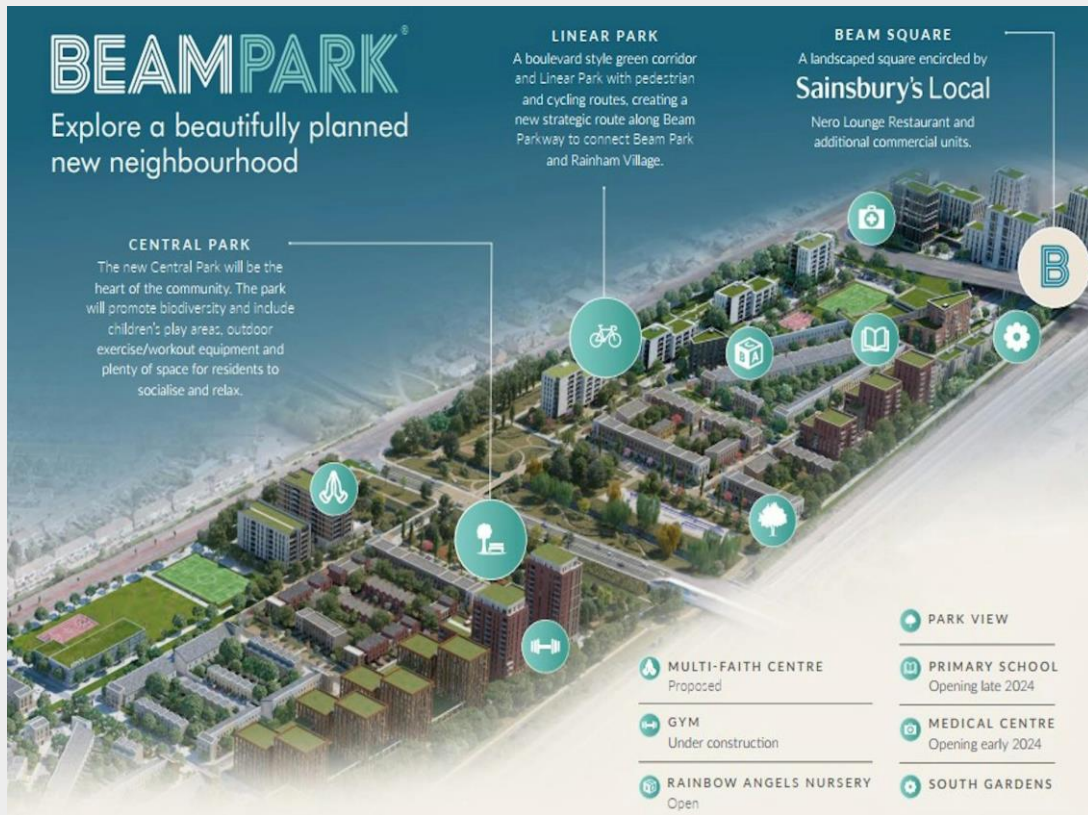 BEAMPARK®
Explore a beautifully planned
new neighbourhood
CENTRAL PARK
The new Central Park will be the
heart of the community. The park
will promote biodiversity and include
children's play areas, outdoor
exercise/workout equipment and
plenty of space for residents to
socialise and relax.
LINEAR PARK
A boulevard style green corridor
and Linear Park with pedestrian
and cycling routes, creating a
new strategic route along Beam
Parkway to connect Beam Park
and Rainham Village.
BEAM SQUARE
A landscaped square encircled by
Sainsbury's Local
Nero Lounge Restaurant and
additional commercial units.
B
B A
MULTI-FAITH CENTRE
Proposed
GYM
Under construction
RAINBOW ANGELS NURSERY
Open
PARK VIEW
PRIMARY SCHOOL
Opening late 2024
MEDICAL CENTRE
Opening early 2024
SOUTH GARDENS